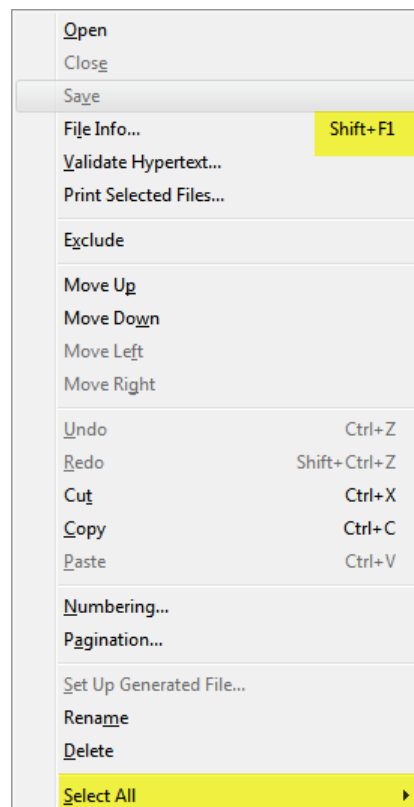 Open
Close
Save
File Info... Shift+F1
Validate Hypertext...
Print Selected Files...
Exclude
Move Up
Move Down
Move Left
Move Right
Undo Ctrl+Z
Redo Shift+Ctrl+Z
Cut Ctrl+X
Copy Ctrl+C
Paste Ctrl+V
Numbering...
Pagination...
Set Up Generated File...
Rename
Delete
Select All